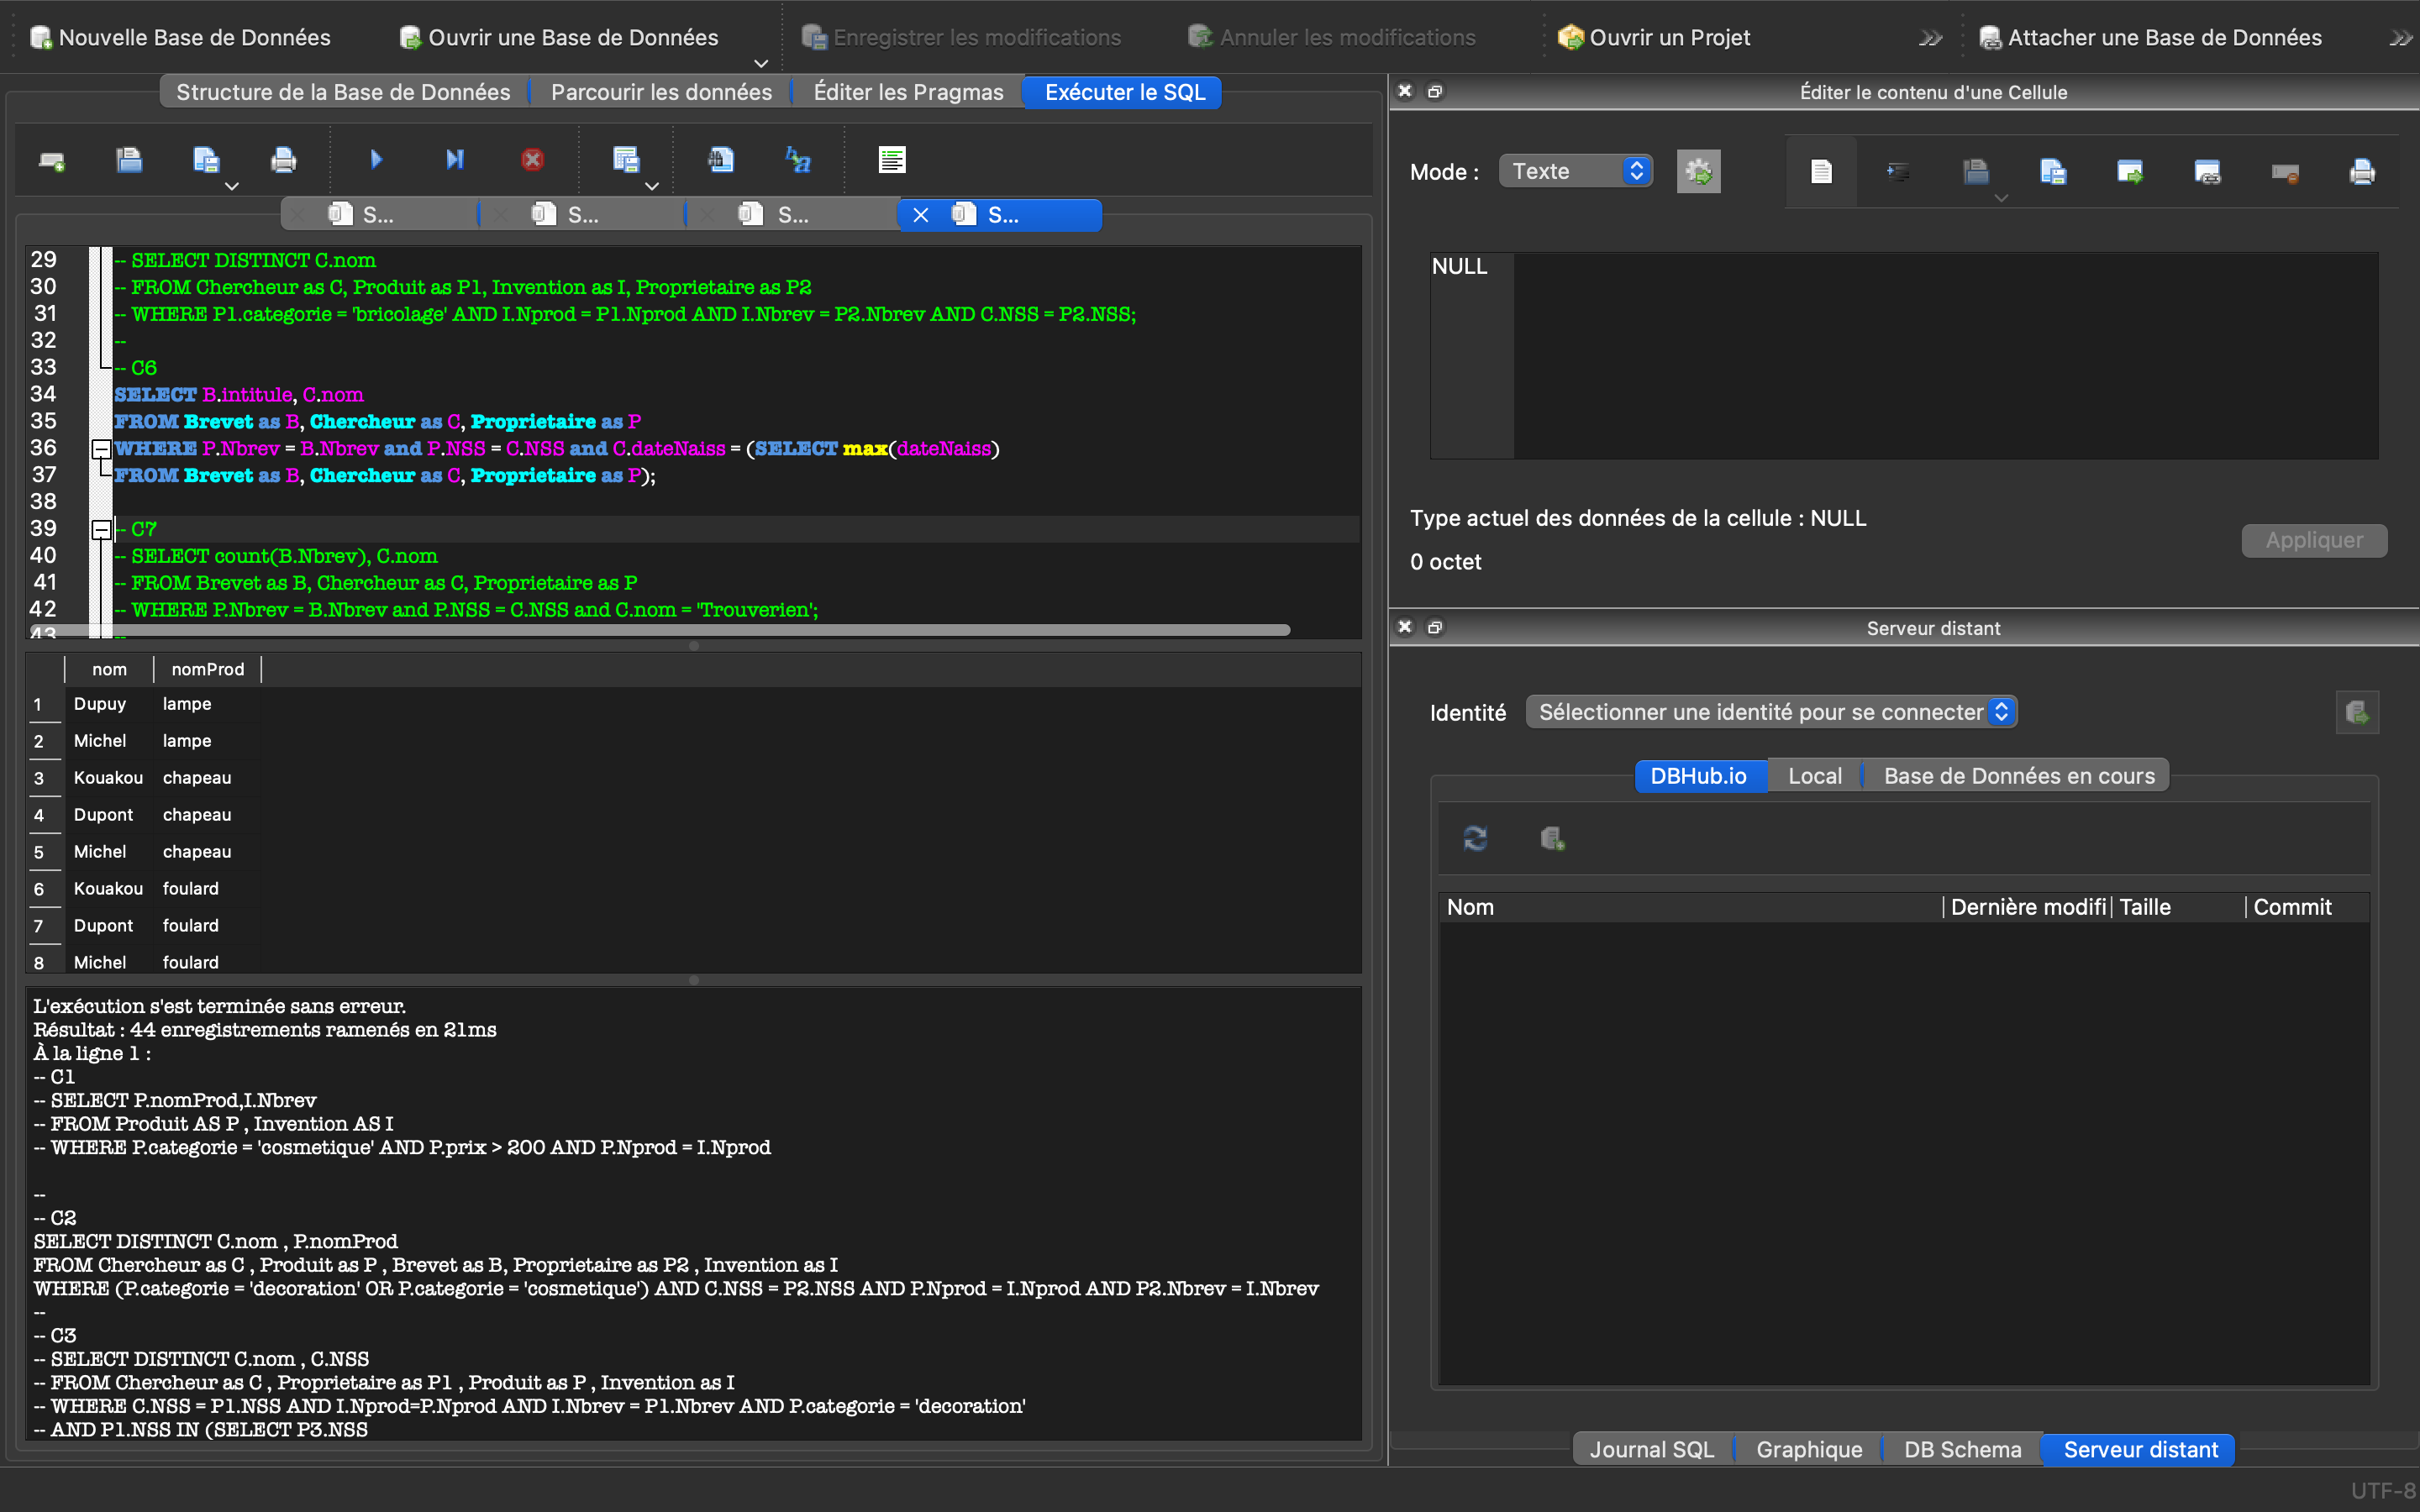 Nouvelle Base de Données
Ouvrir une Base de Données
Enregistrer les modifications
Annuler les modifications
Ouvrir un Projet
Attacher une Base de Données
Structure de la Base de Données
Parcourir les données
Éditer les Pragmas
Exécuter le SQL
S...
S...
S...
S...
29 -- SELECT DISTINCT C.nom
30 -- FROM Chercheur as C, Produit as P1, Invention as I, Proprietaire as P2
31 -- WHERE P1.categorie = 'bricolage' AND I.Nprod = P1.Nprod AND I.Nbrev = P2.Nbrev AND C.NSS = P2.NSS;
32 --
33 -- C6
34 SELECT B.intitule, C.nom
35 FROM Brevet as B, Chercheur as C, Proprietaire as P
36 WHERE P.Nbrev = B.Nbrev and P.NSS = C.NSS and C.dateNaiss = (SELECT max(dateNaiss)
37 FROM Brevet as B, Chercheur as C, Proprietaire as P);
38
39 -- C7
40 -- SELECT count(B.Nbrev), C.nom
41 -- FROM Brevet as B, Chercheur as C, Proprietaire as P
42 -- WHERE P.Nbrev = B.Nbrev and P.NSS = C.NSS and C.nom = 'Trouverien';
43 --
nom nomProd
1 Dupuy lampe
2 Michel lampe
3 Kouakou chapeau
4 Dupont chapeau
5 Michel chapeau
6 Kouakou foulard
7 Dupont foulard
8 Michel foulard
L'exécution s'est terminée sans erreur.
Résultat : 44 enregistrements ramenés en 21ms
À la ligne 1 :
-- C1
-- SELECT P.nomProd,I.Nbrev
-- FROM Produit AS P , Invention AS I
-- WHERE P.categorie = 'cosmetique' AND P.prix > 200 AND P.Nprod = I.Nprod
--
-- C2
SELECT DISTINCT C.nom , P.nomProd
FROM Chercheur as C , Produit as P , Brevet as B, Proprietaire as P2 , Invention as I
WHERE (P.categorie = 'decoration' OR P.categorie = 'cosmetique') AND C.NSS = P2.NSS AND P.Nprod = I.Nprod AND P2.Nbrev = I.Nbrev
--
-- C3
-- SELECT DISTINCT C.nom , C.NSS
-- FROM Chercheur as C , Proprietaire as P1 , Produit as P , Invention as I
-- WHERE C.NSS = P1.NSS AND I.Nprod=P.Nprod AND I.Nbrev = P1.Nbrev AND P.categorie = 'decoration'
-- AND P1.NSS IN (SELECT P3.NSS
Éditer le contenu d'une Cellule
Mode : Texte
NULL
Type actuel des données de la cellule : NULL
0 octet
Appliquer
Serveur distant
Identité Sélectionner une identité pour se connecter
DBHub.io
Local
Base de Données en cours
Nom Dernière modifi Taille Commit
Journal SQL
Graphique
DB Schema
Serveur distant
UTF-8